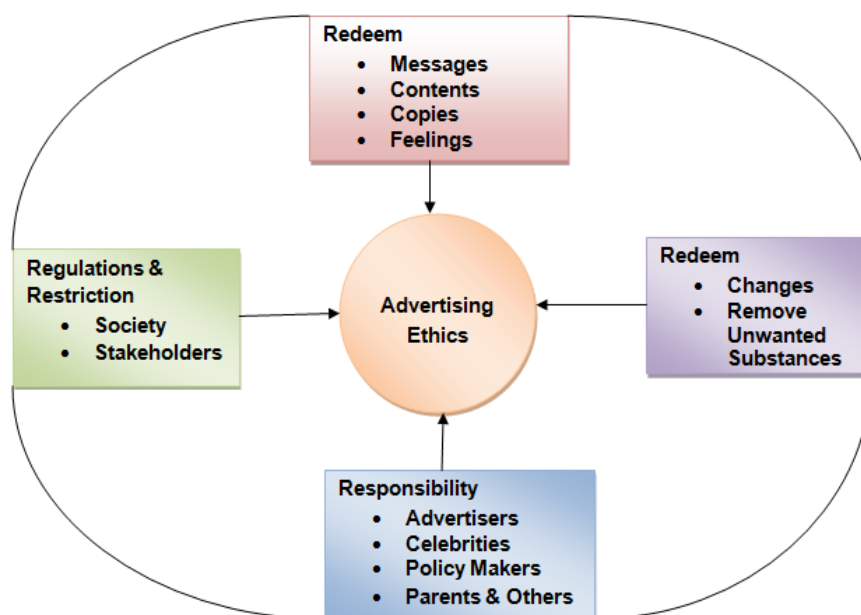 Redeem
• Messages
• Contents
• Copies
• Feelings
Regulations &
Restriction
• Society
• Stakeholders
Advertising
Ethics
Redeem
• Changes
• Remove
Unwanted
Substances
Responsibility
• Advertisers
• Celebrities
• Policy Makers
• Parents & Others